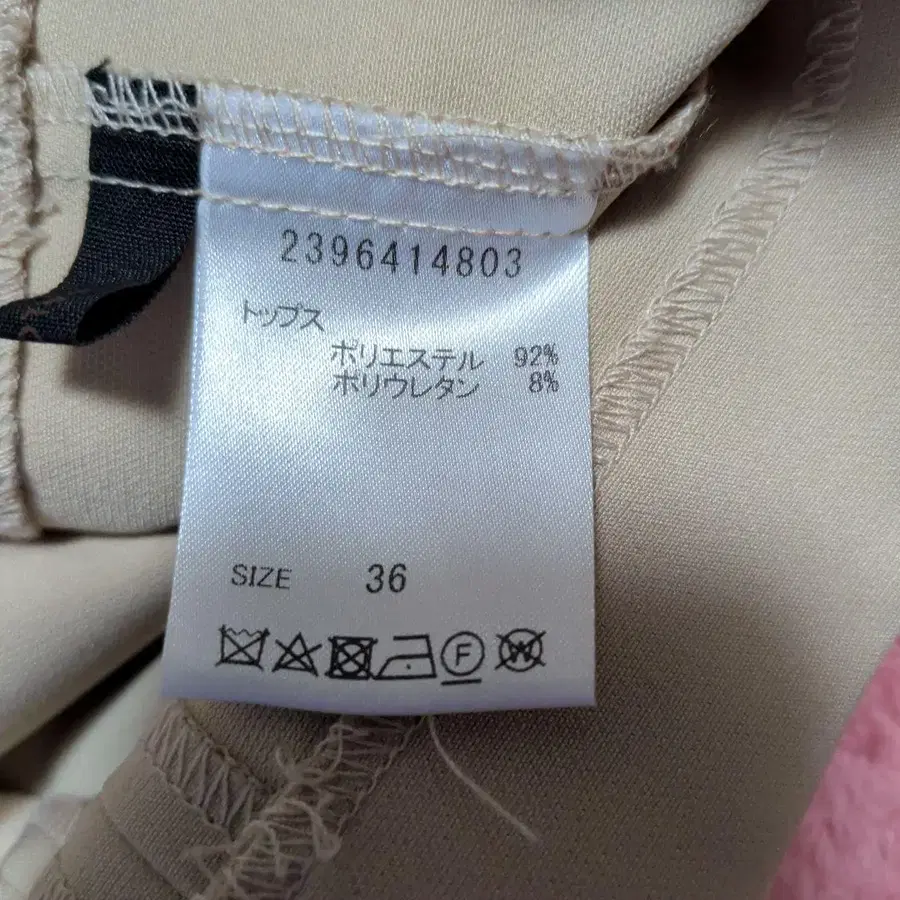 2396414803
トップス
ポリエステル 92%
ポリウレタン 8%
SIZE 36
F W